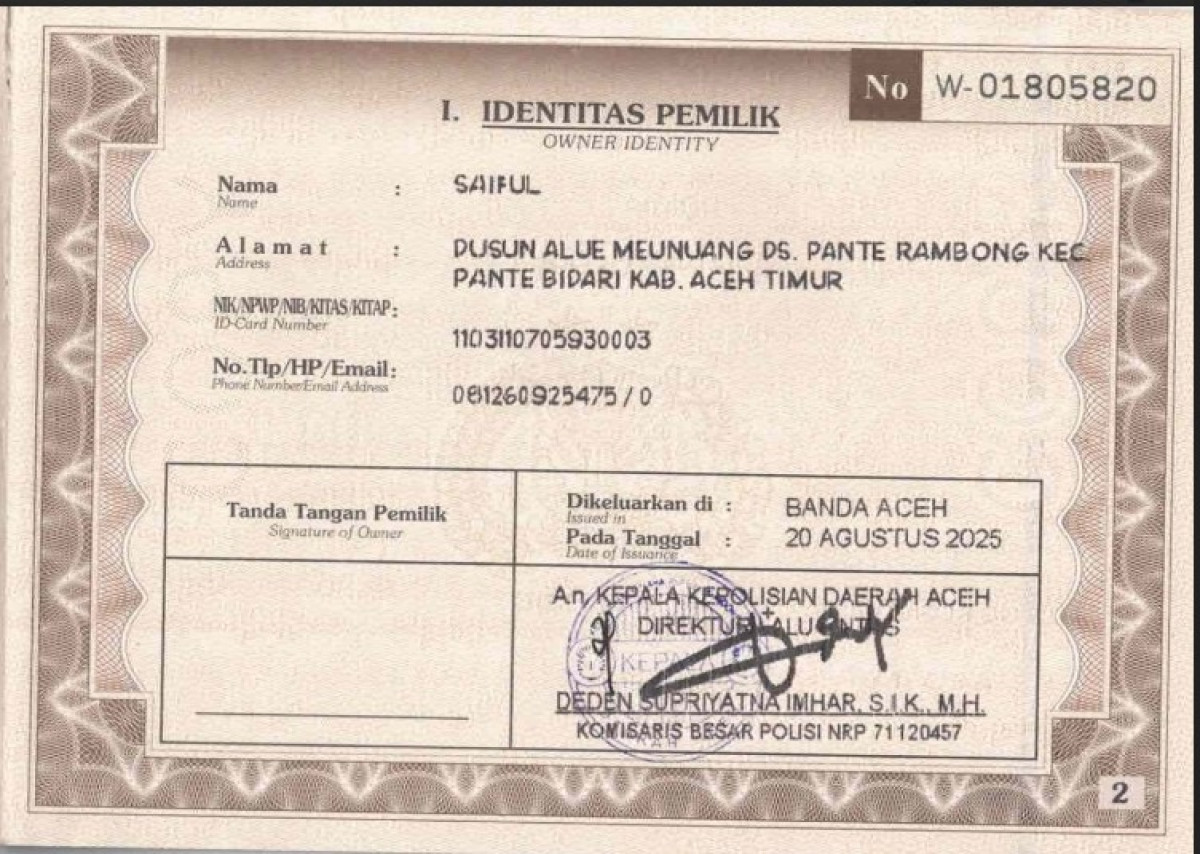 No W-01805820
I. IDENTITAS PEMILIK
OWNER IDENTITY
Nama : SAIFUL
Name
Alamat : DUSUN ALUE MEUNUANG DS. PANTE RAMBONG KEC.
Address
PANTE BIDARI KAB. ACEH TIMUR
NIK/NPWP/NIB/KITAS/KITAP:
ID-Card Number
1103110705930003
No.Tlp/HP/Email:
Phone Number/Email Address
081260925475 / 0
Tanda Tangan Pemilik
Signature of Owner
Dikeluarkan di : BANDA ACEH
Issued in
Pada Tanggal : 20 AGUSTUS 2025
Date of Issuance
An. KEPALA KEPOLISIAN DAERAH ACEH
DIREKTUR LALU LINTAS
KEPALA
DEDEN SUPRIYATNA IMHAR, S.I.K., M.H.
KOMISARIS BESAR POLISI NRP 71120457
2